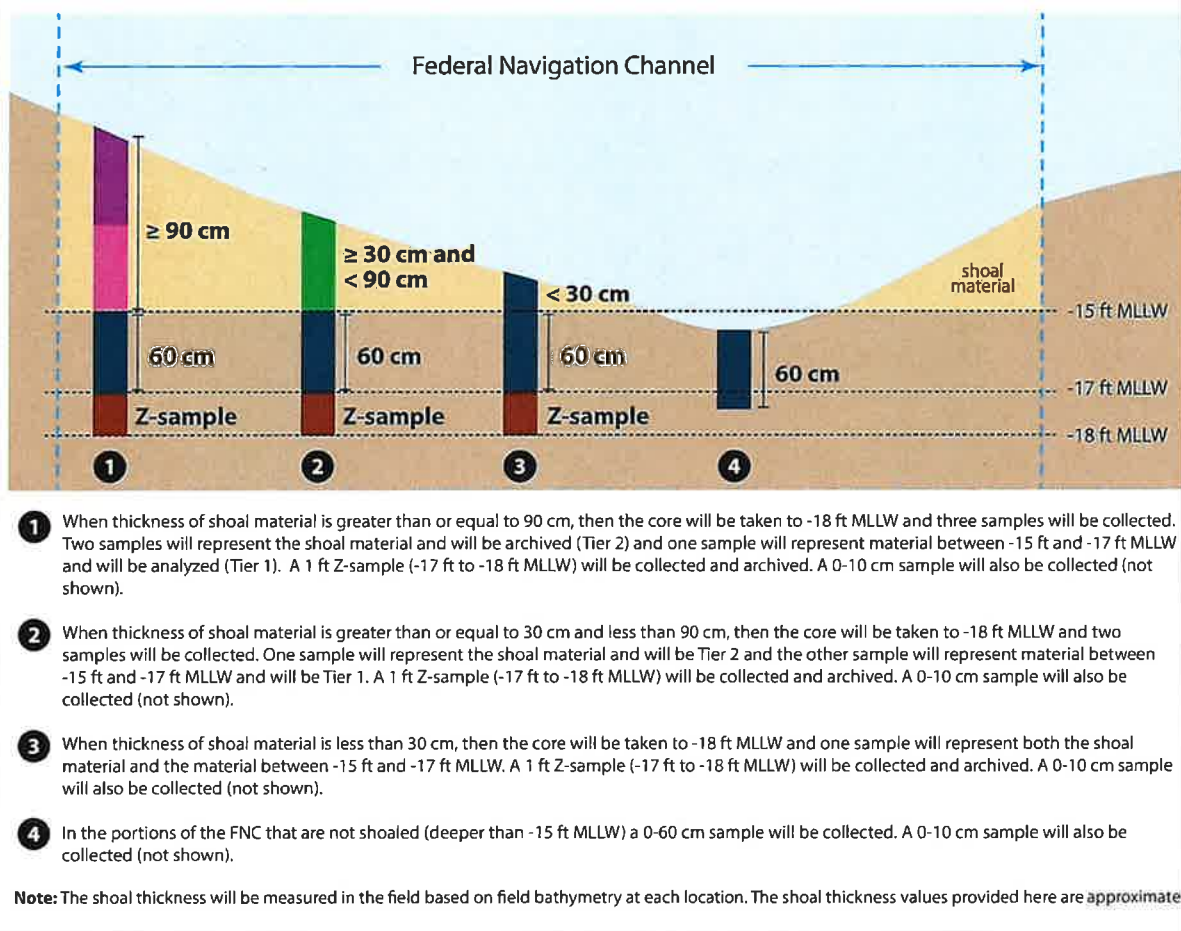 Federal Navigation Channel
≥ 90 cm
≥ 30 cm and
< 90 cm
< 30 cm
shoal
material
-15 ft MLLW
60 cm
60 cm
60 cm
60 cm
-17 ft MLLW
Z-sample
Z-sample
Z-sample
-18 ft MLLW
1
2
3
4
1 When thickness of shoal material is greater than or equal to 90 cm, then the core will be taken to -18 ft MLLW and three samples will be collected.
Two samples will represent the shoal material and will be archived (Tier 2) and one sample will represent material between -15 ft and -17 ft MLLW
and will be analyzed (Tier 1). A 1 ft Z-sample (-17 ft to -18 ft MLLW) will be collected and archived. A 0-10 cm sample will also be collected (not
shown).
2 When thickness of shoal material is greater than or equal to 30 cm and less than 90 cm, then the core will be taken to -18 ft MLLW and two
samples will be collected. One sample will represent the shoal material and will be Tier 2 and the other sample will represent material between
-15 ft and -17 ft MLLW and will be Tier 1. A 1 ft Z-sample (-17 ft to -18 ft MLLW) will be collected and archived. A 0-10 cm sample will also be
collected (not shown).
3 When thickness of shoal material is less than 30 cm, then the core will be taken to -18 ft MLLW and one sample will represent both the shoal
material and the material between -15 ft and -17 ft MLLW. A 1 ft Z-sample (-17 ft to -18 ft MLLW) will be collected and archived. A 0-10 cm sample
will also be collected (not shown).
4 In the portions of the FNC that are not shoaled (deeper than -15 ft MLLW) a 0-60 cm sample will be collected. A 0-10 cm sample will also be
collected (not shown).
Note: The shoal thickness will be measured in the field based on field bathymetry at each location. The shoal thickness values provided here are approximate